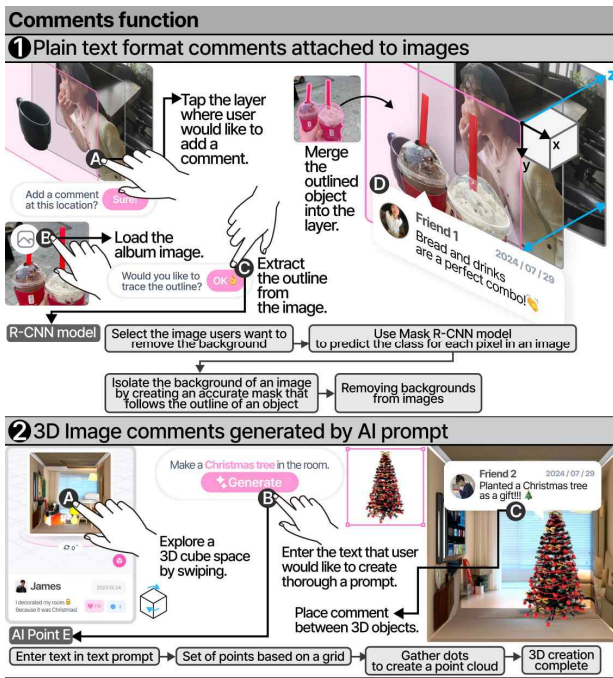 Comments function
1 Plain text format comments attached to images
A
Tap the layer
where user
would like to
add a
comment.
Add a comment
at this location?
Sure!
B
Load the
album image.
Would you like to
trace the outline?
OK👌
C
Extract
the outline
from
the image.
Merge
the
outlined
object
into the
layer.
z
x
y
D
Friend 1
2024 / 07 / 29
Bread and drinks
are a perfect combo!👏
R-CNN model
Select the image users want to
remove the background
Use Mask R-CNN model
to predict the class for each pixel in an image
Isolate the background of an image
by creating an accurate mask that
follows the outline of an object
Removing backgrounds
from images
2 3D Image comments generated by AI prompt
A
James
I decorated my room
Because it was Christmas!
Explore a
3D cube space
by swiping.
Make a Christmas tree in the room.
Generate
B
Enter the text that user
would like to create
thorough a prompt.
Place comment
between 3D objects.
Friend 2
2024 / 07 / 29
Planted a Christmas tree
as a gift!!! 🎄
C
AI Point E
Enter text in text prompt
Set of points based on a grid
Gather dots
to create a point cloud
3D creation
complete